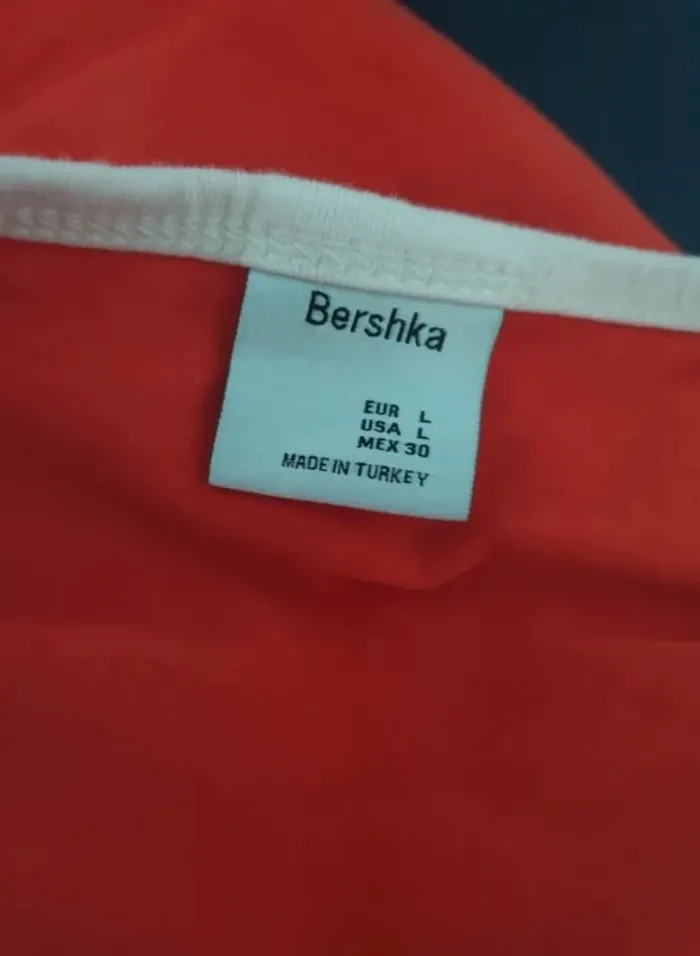 Bershka
EUR L
USA L
MEX 30
MADE IN TURKEY